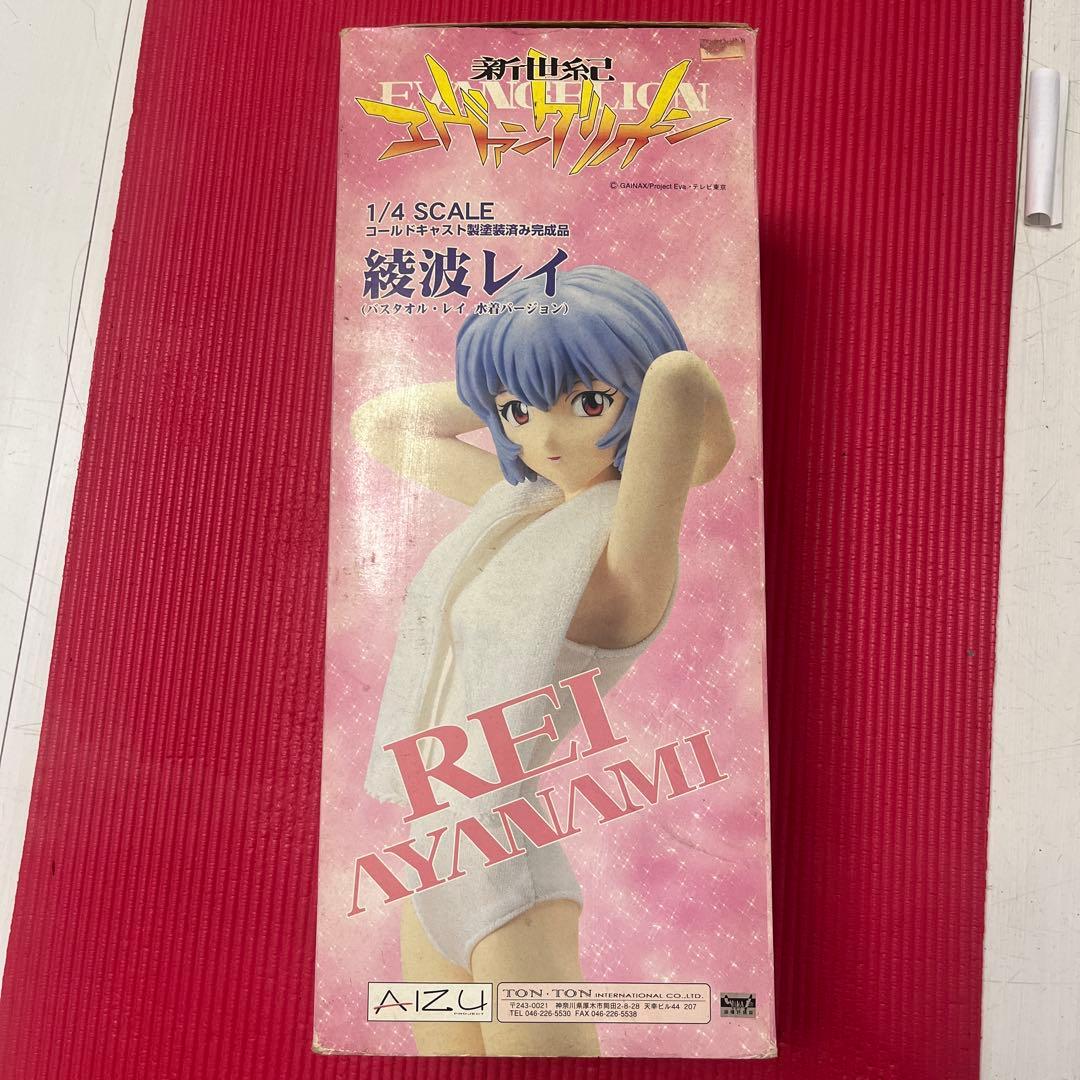 新世紀
EVANGELION
エヴァンゲリオン
© GAINAX/Project Eva・テレビ東京
1/4 SCALE
コールドキャスト製塗装済み完成品
綾波レイ
(バスタオル・レイ 水着バージョン)
REI
AYANAMI
AIZU
PROJECT
TON・TON INTERNATIONAL CO.,LTD.
〒243-0021 神奈川県厚木市岡田2-8-28 天幸ビル44 207
TEL 046-226-5530 FAX 046-226-5538